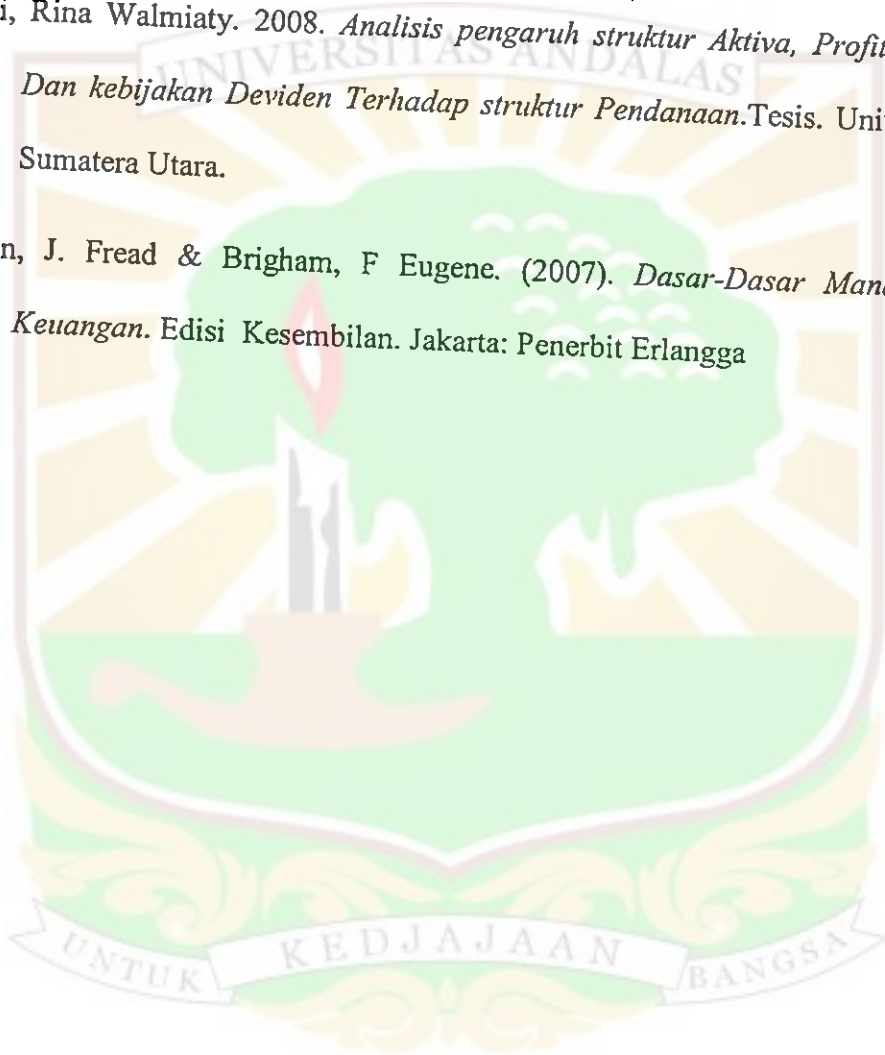 i, Rina Walmiaty. 2008. Analisis pengaruh struktur Aktiva, Profit
Dan kebijakan Deviden Terhadap struktur Pendanaan.Tesis. Uni
Sumatera Utara.
n, J. Fread & Brigham, F Eugene. (2007). Dasar-Dasar Mana
Keuangan. Edisi Kesembilan. Jakarta: Penerbit Erlangga
UNIVERSITAS ANDALAS
UNTUK KEDJAJAAN BANGSA